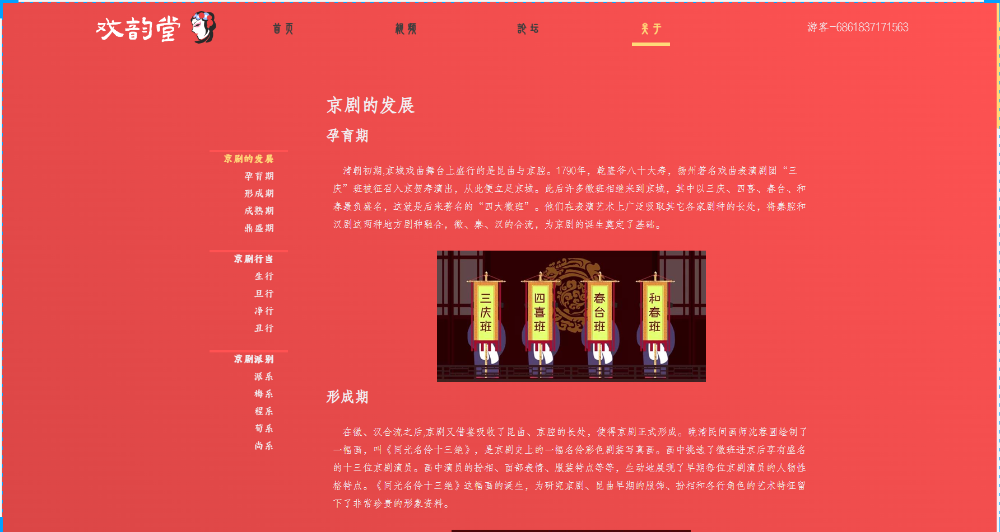 戏韵堂
首页
视频
论坛
关于
游客-6861837171563
京剧的发展
孕育期
形成期
成熟期
鼎盛期
京剧行当
生行
旦行
净行
丑行
京剧派别
派系
梅系
程系
荀系
尚系
京剧的发展
孕育期
清朝初期,京城戏曲舞台上盛行的是昆曲与京腔。1790年，乾隆爷八十大寿，扬州著名戏曲表演剧团“三
庆”班被征召入京贺寿演出，从此便立足京城。此后许多徽班相继来到京城，其中以三庆、四喜、春台、和
春最负盛名，这就是后来著名的“四大徽班”。他们在表演艺术上广泛吸取其它各家剧种的长处，将秦腔和
汉剧这两种地方剧种融合，徽、秦、汉的合流，为京剧的诞生奠定了基础。
三庆班
四喜班
春台班
和春班
形成期
在徽、汉合流之后,京剧又借鉴吸收了昆曲、京腔的长处，使得京剧正式形成。晚清民间画师沈蓉圃绘制了
一幅画，叫《同光名伶十三绝》，是京剧史上的一幅名伶彩色剧装写真画。画中挑选了徽班进京后享有盛名
的十三位京剧演员。画中演员的扮相、面部表情、服装特点等等，生动地展现了早期每位京剧演员的人物性
格特点。《同光名伶十三绝》这幅画的诞生，为研究京剧、昆曲早期的服饰、扮相和各行角色的艺术特征留
下了非常珍贵的形象资料。